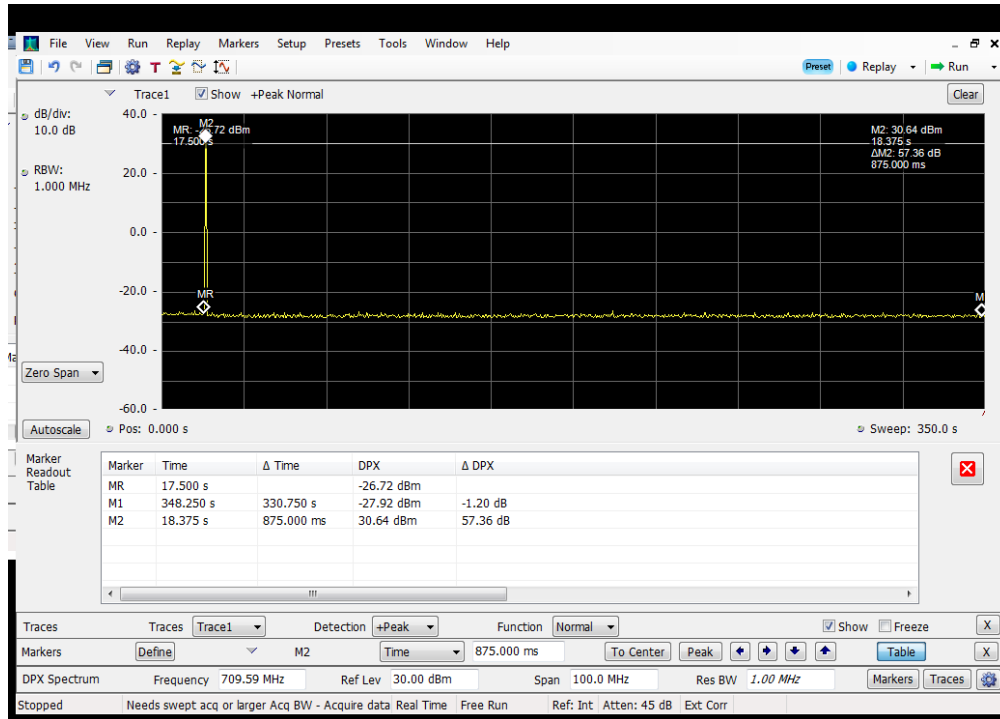 File View Run Replay Markers Setup Presets Tools Window Help
T Preset Replay Run
Trace1 Show +Peak Normal Clear
dB/div:
10.0 dB
RBW:
1.000 MHz
40.0 -
20.0 -
0.0 -
-20.0 -
-40.0 -
-60.0 -
M2
MR: - .72 dBm
17.500 s
M2: 30.64 dBm
18.375 s
ΔM2: 57.36 dB
875.000 ms
MR
M
Zero Span
Autoscale Pos: 0.000 s Sweep: 350.0 s
Marker
Readout
Table
Marker Time Δ Time DPX Δ DPX
MR 17.500 s -26.72 dBm
M1 348.250 s 330.750 s -27.92 dBm -1.20 dB
M2 18.375 s 875.000 ms 30.64 dBm 57.36 dB
Traces Traces Trace1 Detection +Peak Function Normal Show Freeze X
Markers Define M2 Time 875.000 ms To Center Peak Table X
DPX Spectrum Frequency 709.59 MHz Ref Lev 30.00 dBm Span 100.0 MHz Res BW 1.00 MHz Markers Traces
Stopped Needs swept acq or larger Acq BW - Acquire data Real Time Free Run Ref: Int Atten: 45 dB Ext Corr